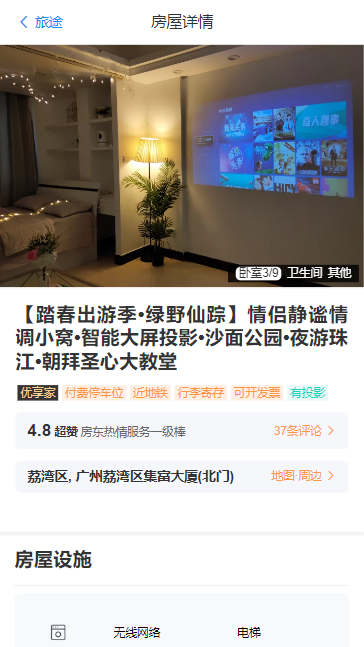 旅途
房屋详情
奇人趣事
卧室3/9 卫生间 其他
【踏春出游季•绿野仙踪】情侣静谧情
调小窝•智能大屏投影•沙面公园•夜游珠
江•朝拜圣心大教堂
优享家 付费停车位 近地铁 行李寄存 可开发票 有投影
4.8 超赞 房东热情服务一级棒 37条评论
荔湾区, 广州荔湾区集富大厦(北门) 地图·周边
房屋设施
无线网络 电梯